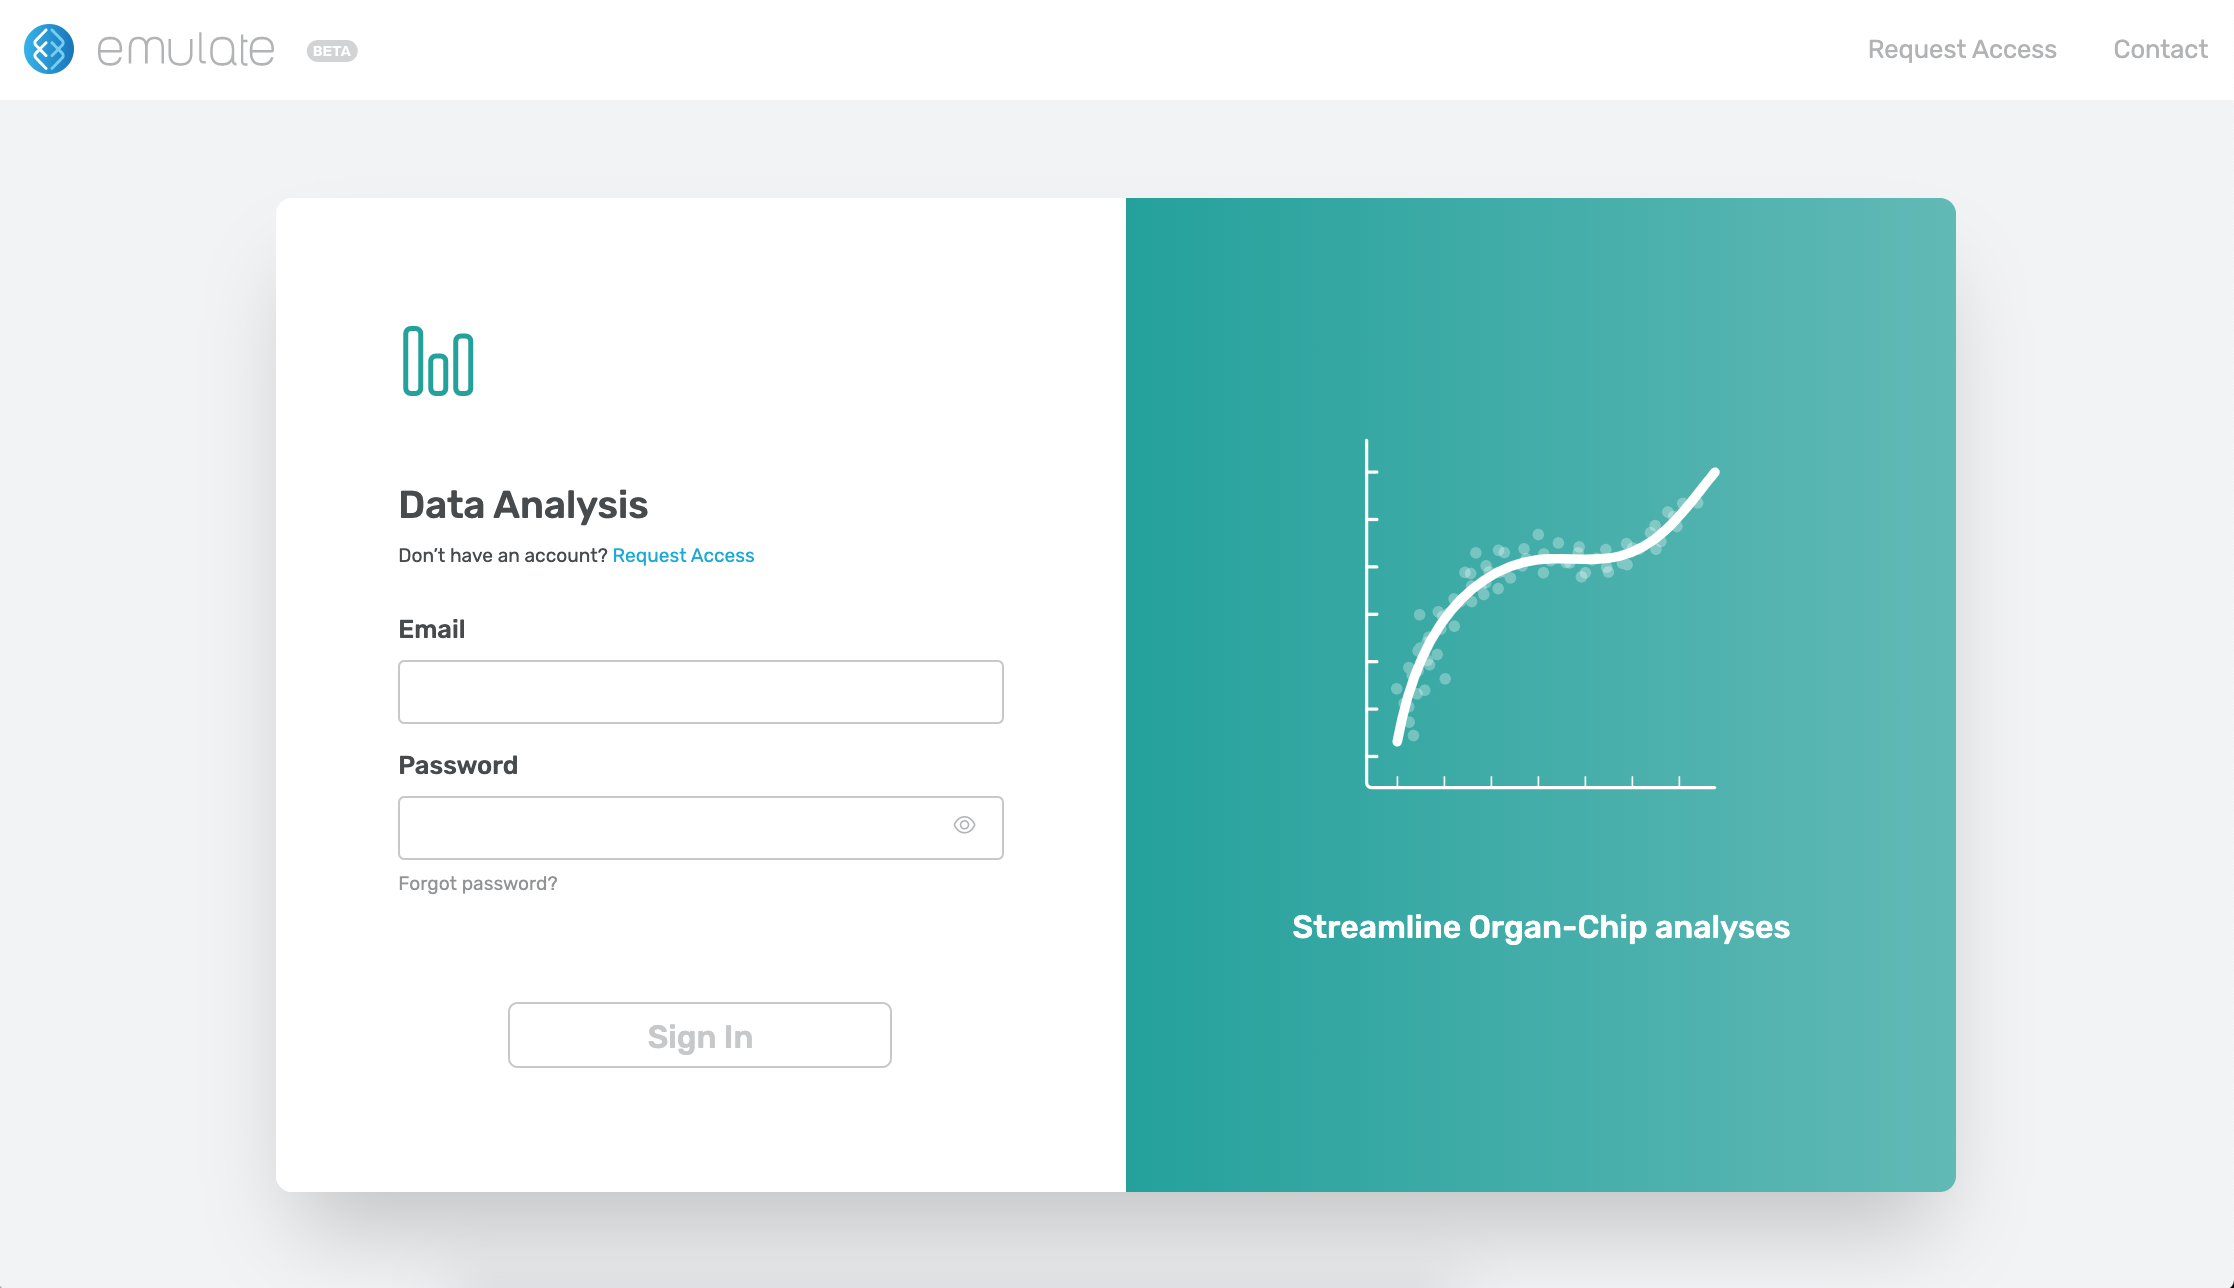 emulate BETA
Request Access
Contact
Data Analysis
Don't have an account? Request Access
Email
Password
Forgot password?
Sign In
Streamline Organ-Chip analyses